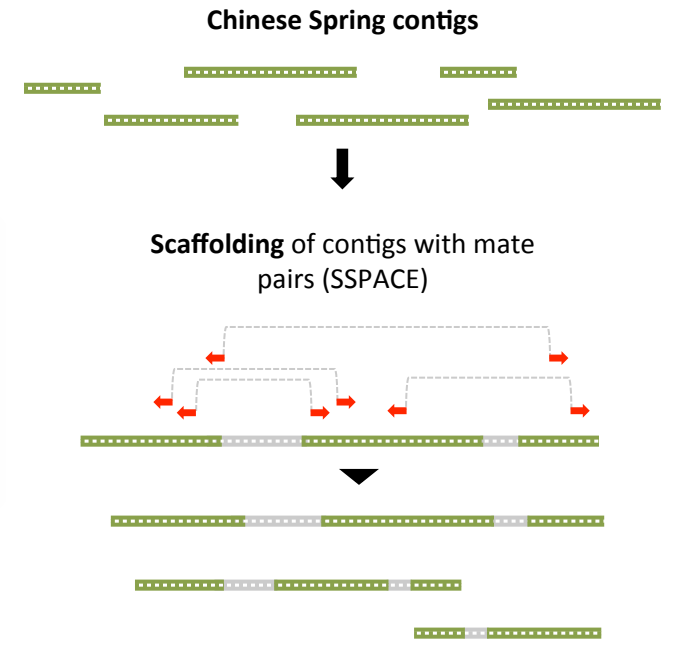 Chinese Spring contigs
Scaffolding of contigs with mate
pairs (SSPACE)